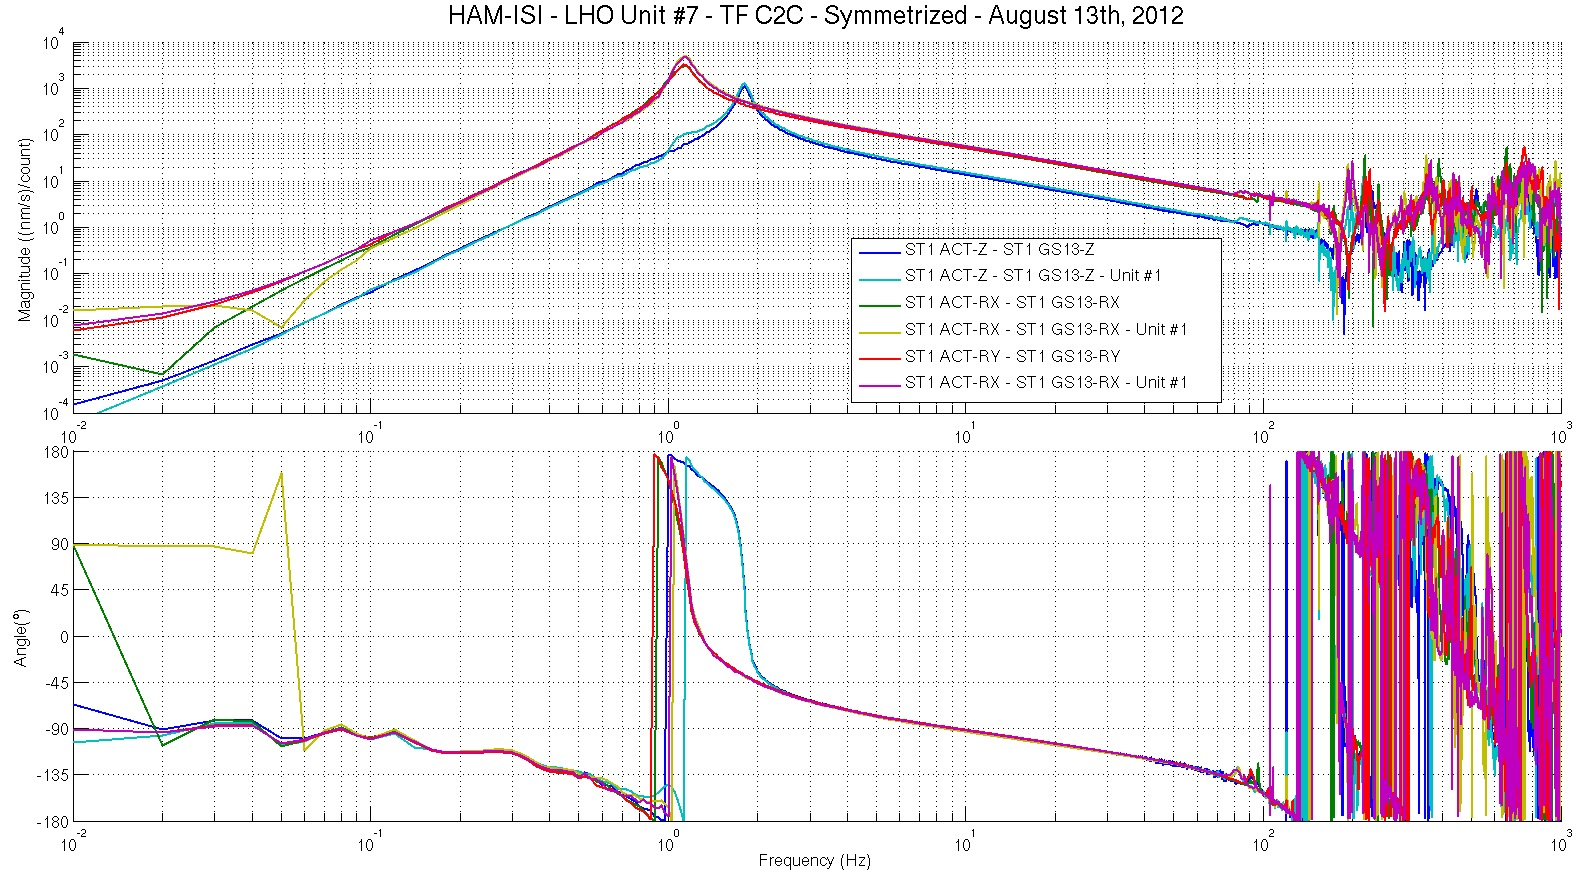 HAM-ISI - LHO Unit #7 - TF C2C - Symmetrized - August 13th, 2012
Magnitude ((nm/s)/count)
10^4
10^3
10^2
10^1
10^0
10^-1
10^-2
10^-3
10^-4
ST1 ACT-Z - ST1 GS13-Z
ST1 ACT-Z - ST1 GS13-Z - Unit #1
ST1 ACT-RX - ST1 GS13-RX
ST1 ACT-RX - ST1 GS13-RX - Unit #1
ST1 ACT-RY - ST1 GS13-RY
ST1 ACT-RX - ST1 GS13-RX - Unit #1
10^-2 10^-1 10^0 10^1 10^2 10^3
Angle(°)
180
135
90
45
0
-45
-90
-135
-180
10^-2 10^-1 10^0 10^1 10^2 10^3
Frequency (Hz)